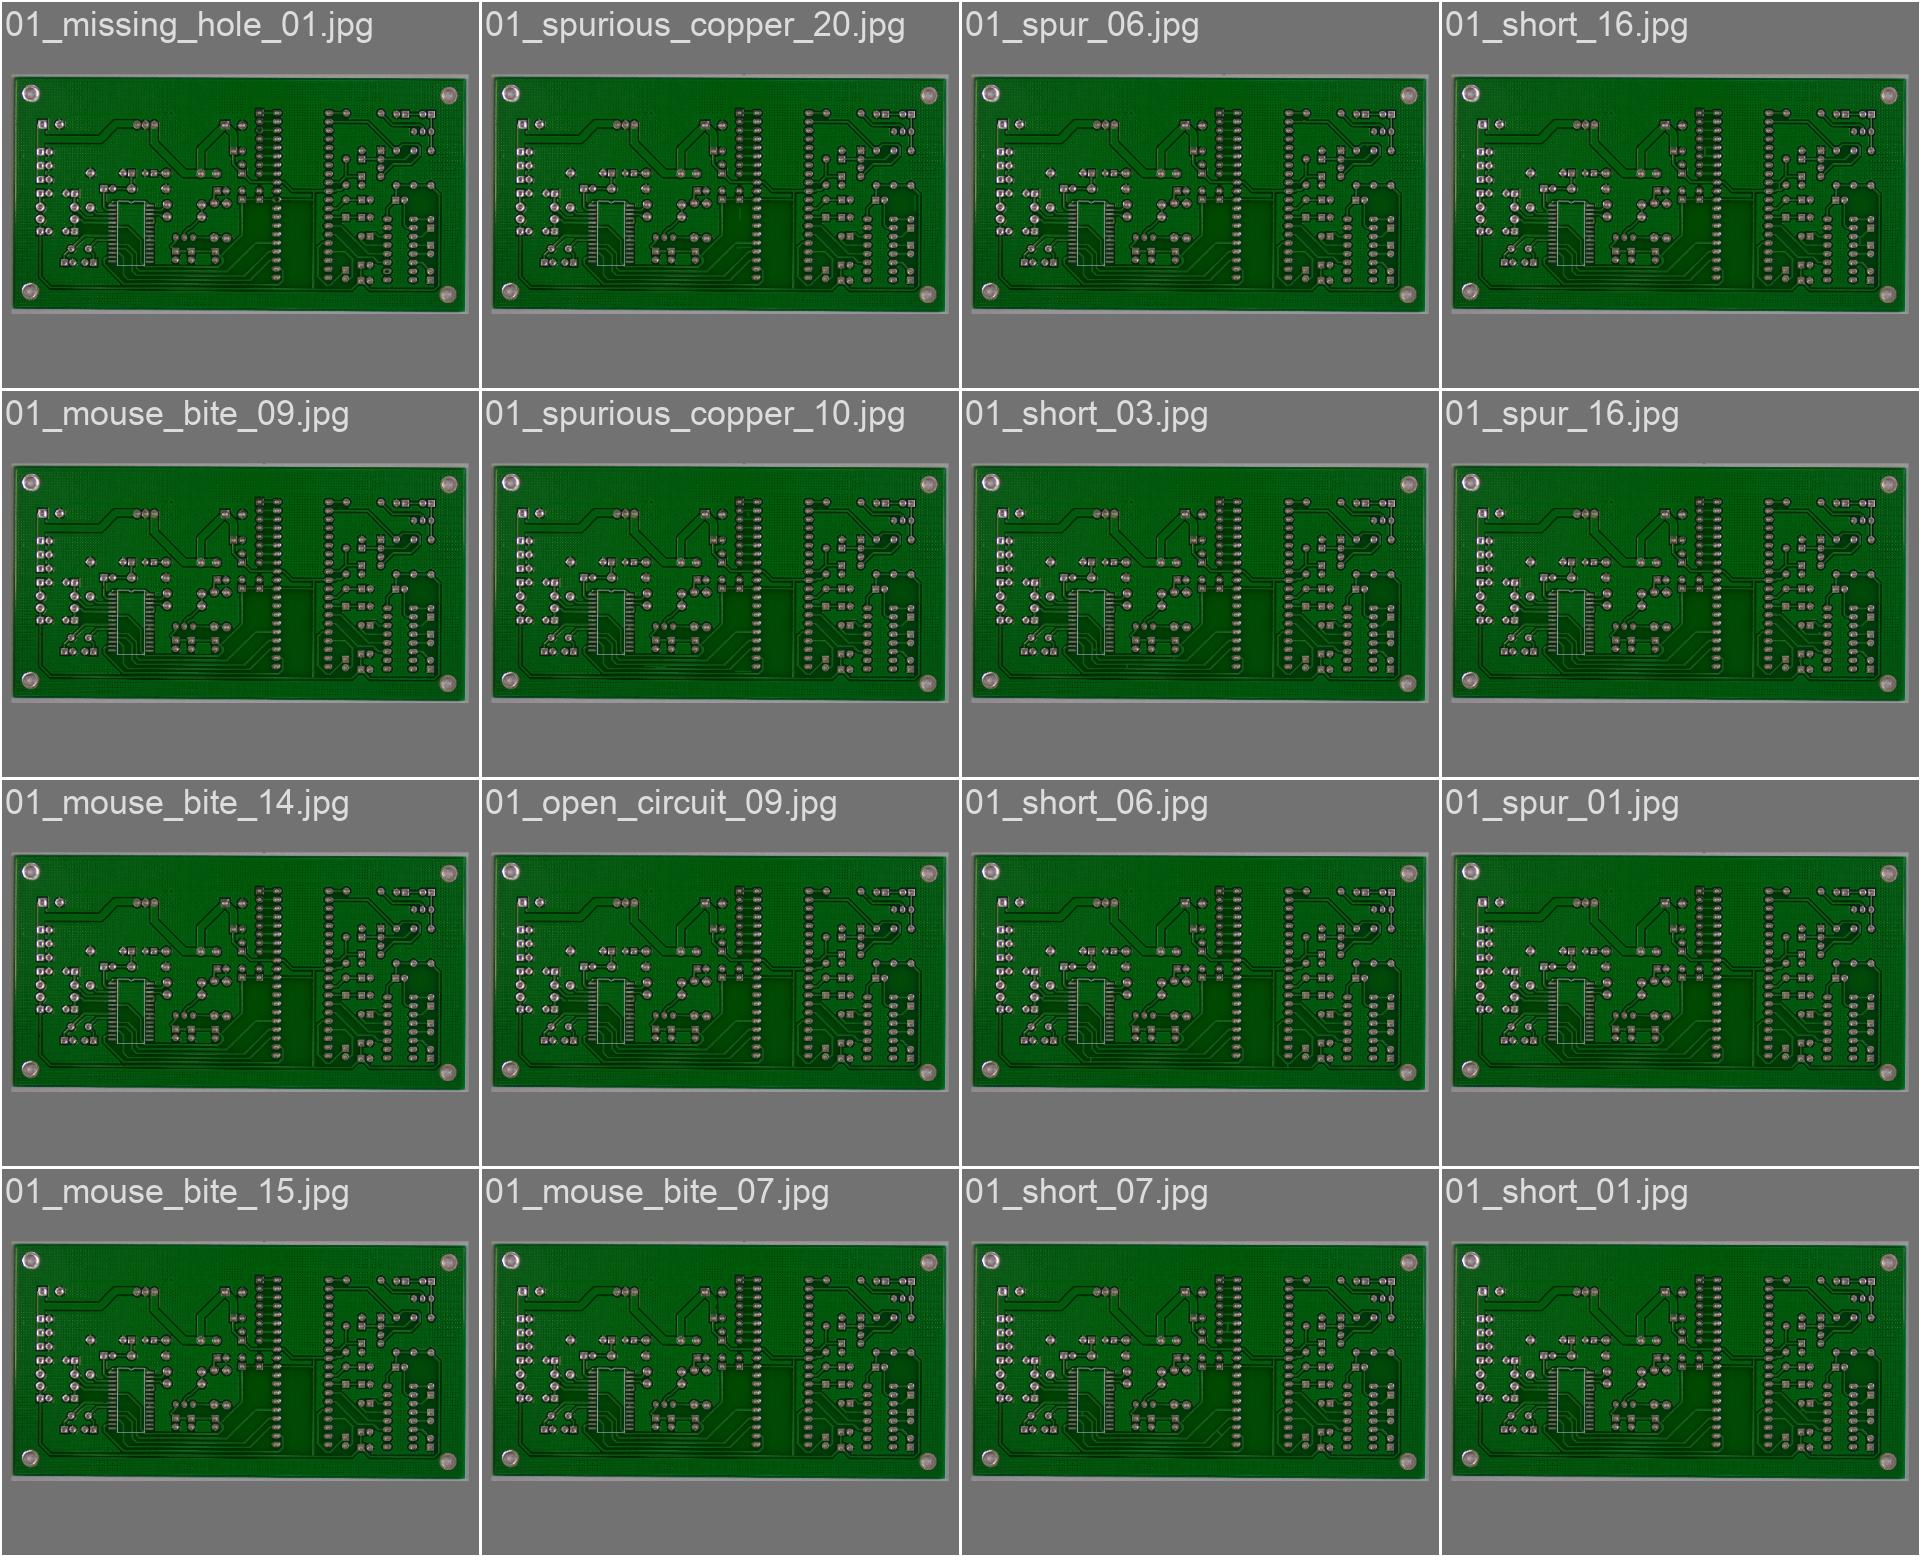 01_missing_hole_01.jpg
01_spurious_copper_20.jpg
01_spur_06.jpg
01_short_16.jpg
01_mouse_bite_09.jpg
01_spurious_copper_10.jpg
01_short_03.jpg
01_spur_16.jpg
01_mouse_bite_14.jpg
01_open_circuit_09.jpg
01_short_06.jpg
01_spur_01.jpg
01_mouse_bite_15.jpg
01_mouse_bite_07.jpg
01_short_07.jpg
01_short_01.jpg